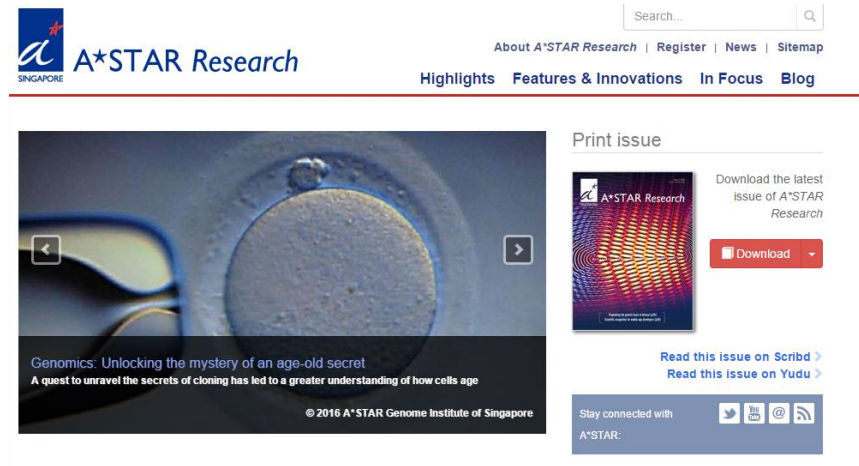 Search...
a*
SINGAPORE
A*STAR Research
About A*STAR Research | Register | News | Sitemap
Highlights Features & Innovations In Focus Blog
Genomics: Unlocking the mystery of an age-old secret
A quest to unravel the secrets of cloning has led to a greater understanding of how cells age
© 2016 A*STAR Genome Institute of Singapore
Print issue
A*STAR Research
Download the latest
issue of A*STAR
Research
Download
Read this issue on Scribd
Read this issue on Yudu
Stay connected with
A*STAR:
You
Tube
@